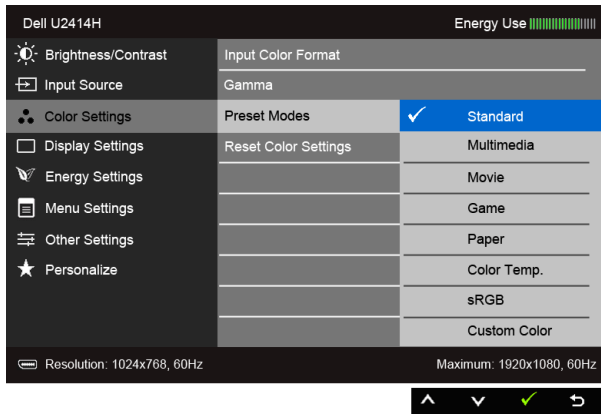 Dell U2414H
Energy Use
Brightness/Contrast
Input Color Format
Input Source
Gamma
Color Settings
Preset Modes
Standard
Display Settings
Reset Color Settings
Multimedia
Energy Settings
Movie
Menu Settings
Game
Other Settings
Paper
Personalize
Color Temp.
sRGB
Custom Color
Resolution: 1024x768, 60Hz
Maximum: 1920x1080, 60Hz